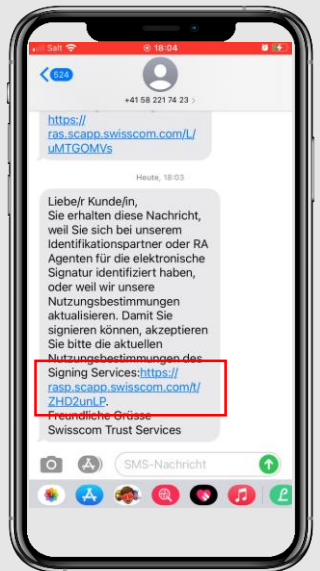 Salt 18:04
524
+41 58 221 74 23 >
https://
ras.scapp.swisscom.com/L/
uMTGOMVs
Heute, 18:03
Liebe/r Kunde/in,
Sie erhalten diese Nachricht,
weil Sie sich bei unserem
Identifikationspartner oder RA
Agenten für die elektronische
Signatur identifiziert haben,
oder weil wir unsere
Nutzungsbestimmungen
aktualisieren. Damit Sie
signieren können, akzeptieren
Sie bitte die aktuellen
Nutzungsbestimmungen des
Signing Services:https://
rasp.scapp.swisscom.com/t/
ZHD2unLP.
Freundliche Grüsse
Swisscom Trust Services
SMS-Nachricht